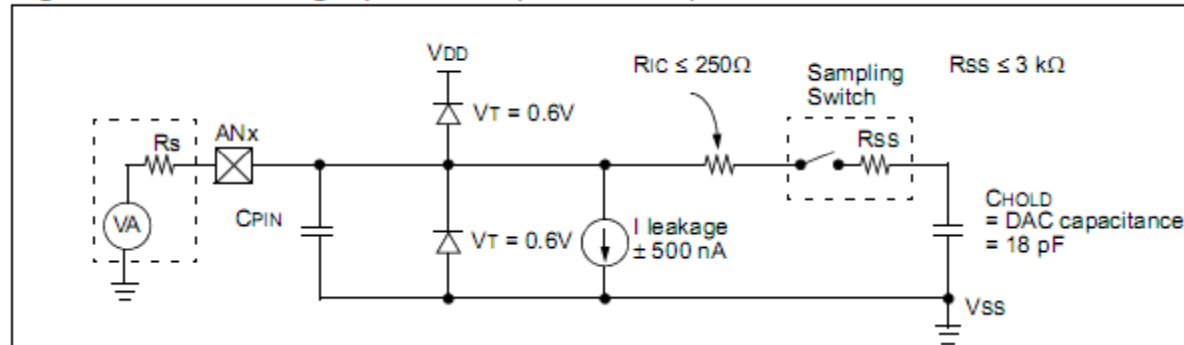 VDD
RIC ≤ 250Ω
Sampling
Switch
RSS ≤ 3 kΩ
VT = 0.6V
Rs
ANx
RSS
VA
CPIN
VT = 0.6V
I leakage
± 500 nA
CHOLD
= DAC capacitance
= 18 pF
VSS